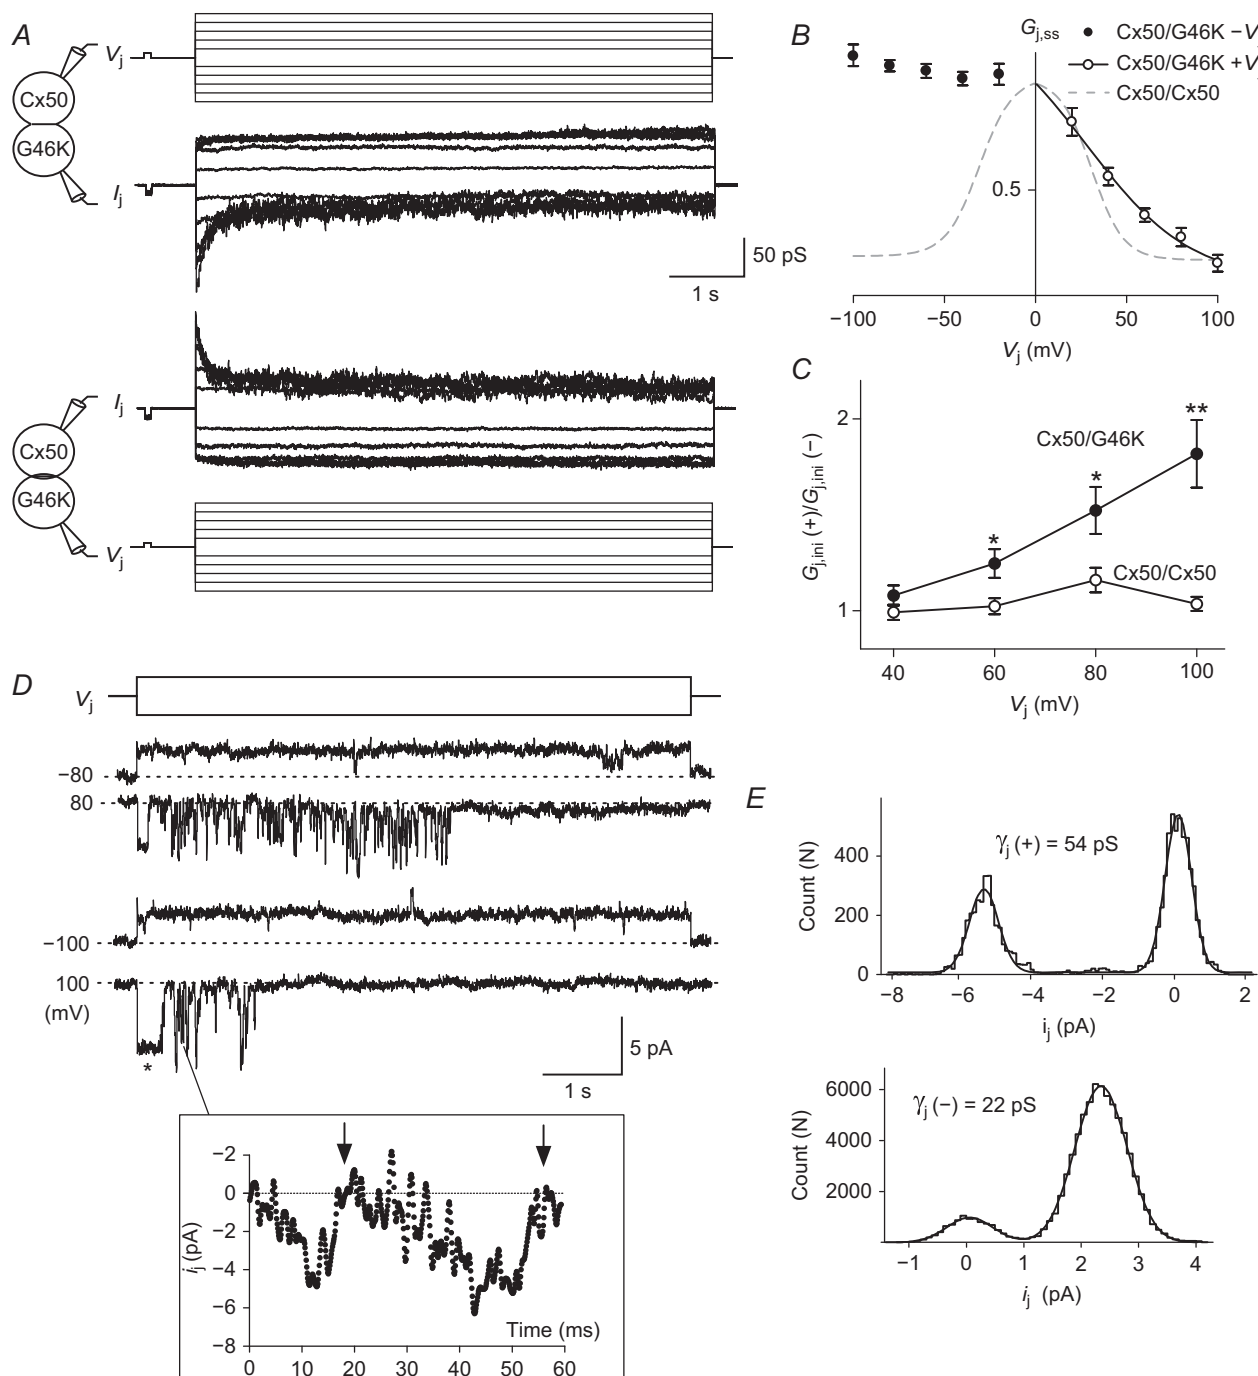 A
Vj
Cx50
G46K
Ij
50 pS
1 s
Ij
Cx50
G46K
Vj
B
Gj,ss
Cx50/G46K −V
Cx50/G46K +V
Cx50/Cx50
0.5
−100
−50
0
50
100
Vj (mV)
C
2
1
Gj,ini (+)/Gj,ini (−)
Cx50/G46K
Cx50/Cx50
*
*
**
40
60
80
100
Vj (mV)
D
Vj
−80
80
−100
100
(mV)
*
5 pA
1 s
−2
0
−2
−4
−6
−8
ij (pA)
Time (ms)
0
10
20
30
40
50
60
E
Count (N)
400
200
0
γj (+) = 54 pS
−8
−6
−4
−2
0
2
ij (pA)
Count (N)
6000
4000
2000
γj (−) = 22 pS
−1
0
1
2
3
4
ij (pA)